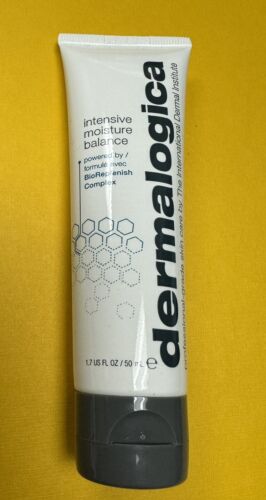 intensive
moisture
balance
powered by /
formulé avec
BioReplenish
Complex
1.7 US FL OZ / 50 mL ℮
dermalogica
professional-grade skin care by The International Dermal Institute